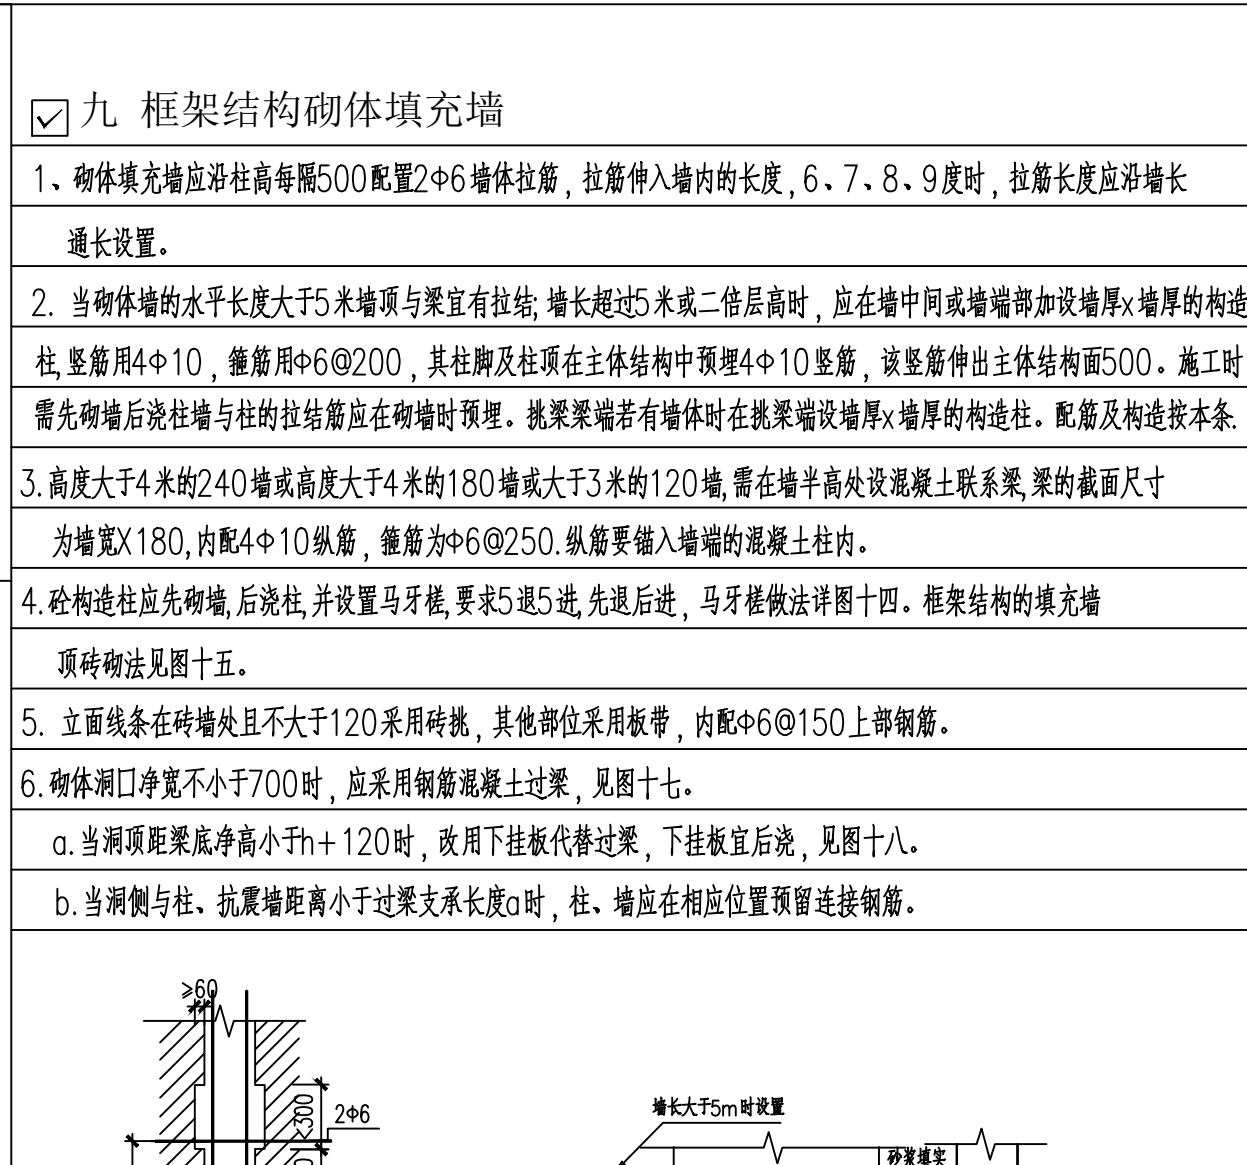 九 框架结构砌体填充墙
1、砌体填充墙应沿柱高每隔500配置2Φ6墙体拉筋,拉筋伸入墙内的长度,6、7、8、9度时,拉筋长度应沿墙长
通长设置。
2. 当砌体墙的水平长度大于5米墙顶与梁宜有拉结;墙长超过5米或二倍层高时,应在墙中间或墙端部加设墙厚x墙厚的构造
柱,竖筋用4Φ10,箍筋用Φ6@200,其柱脚及柱顶在主体结构中预埋4Φ10竖筋,该竖筋伸出主体结构面500。施工时
需先砌墙后浇柱墙与柱的拉结筋应在砌墙时预埋。挑梁梁端若有墙体时在挑梁端设墙厚x墙厚的构造柱。配筋及构造按本条.
3.高度大于4米的240墙或高度大于4米的180墙或大于3米的120墙,需在墙半高处设混凝土联系梁,梁的截面尺寸
为墙宽X180,内配4Φ10纵筋,箍筋为Φ6@250.纵筋要锚入墙端的混凝土柱内。
4.砼构造柱应先砌墙,后浇柱,并设置马牙槎,要求5退5进,先退后进,马牙槎做法详图十四。框架结构的填充墙
顶砖砌法见图十五。
5. 立面线条在砖墙处且不大于120采用砖挑,其他部位采用板带,内配Φ6@150上部钢筋。
6.砌体洞口净宽不小于700时,应采用钢筋混凝土过梁,见图十七。
a.当洞顶距梁底净高小于h+120时,改用下挂板代替过梁,下挂板宜后浇,见图十八。
b.当洞侧与柱、抗震墙距离小于过梁支承长度a时,柱、墙应在相应位置预留连接钢筋。
≥60
<300
2Φ6
墙长大于5m时设置
砂浆填实